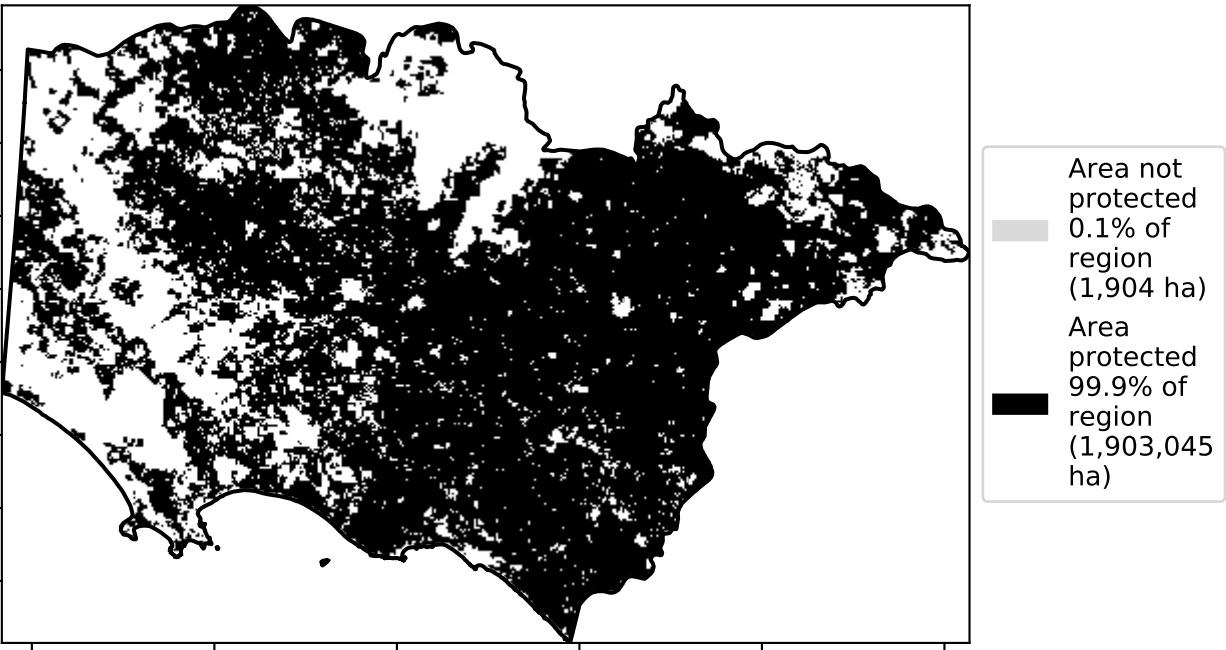 Area not
protected
0.1% of
region
(1,904 ha)
Area
protected
99.9% of
region
(1,903,045
ha)